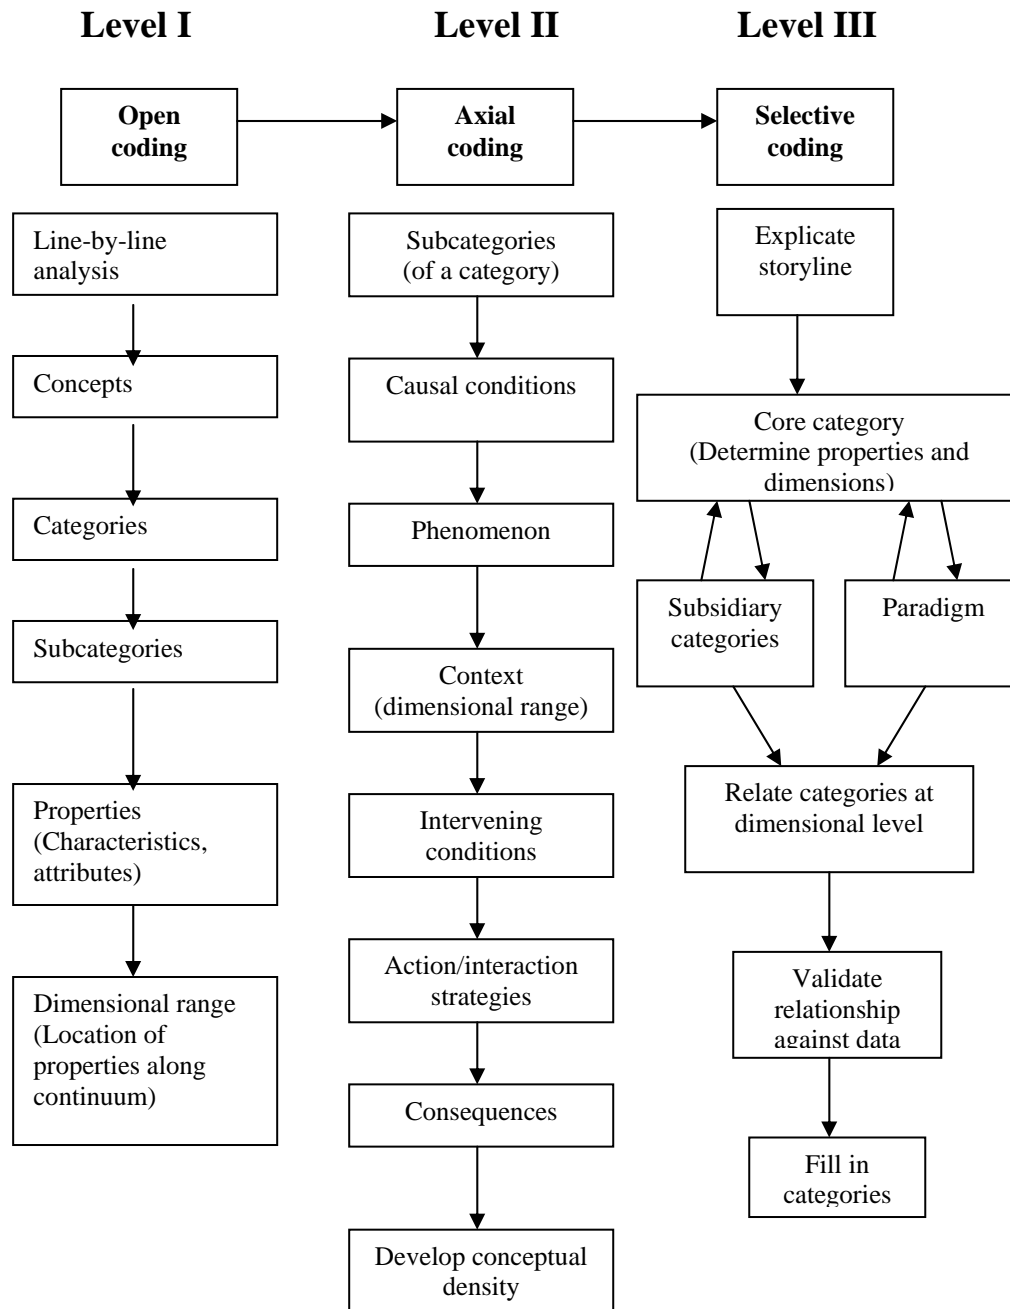 Level I
Level II
Level III
Open
coding
Axial
coding
Selective
coding
Line-by-line
analysis
Concepts
Categories
Subcategories
Properties
(Characteristics,
attributes)
Dimensional range
(Location of
properties along
continuum)
Subcategories
(of a category)
Causal conditions
Phenomenon
Context
(dimensional range)
Intervening
conditions
Action/interaction
strategies
Consequences
Develop conceptual
density
Explicate
storyline
Core category
(Determine properties and
dimensions)
Subsidiary
categories
Paradigm
Relate categories at
dimensional level
Validate
relationship
against data
Fill in
categories